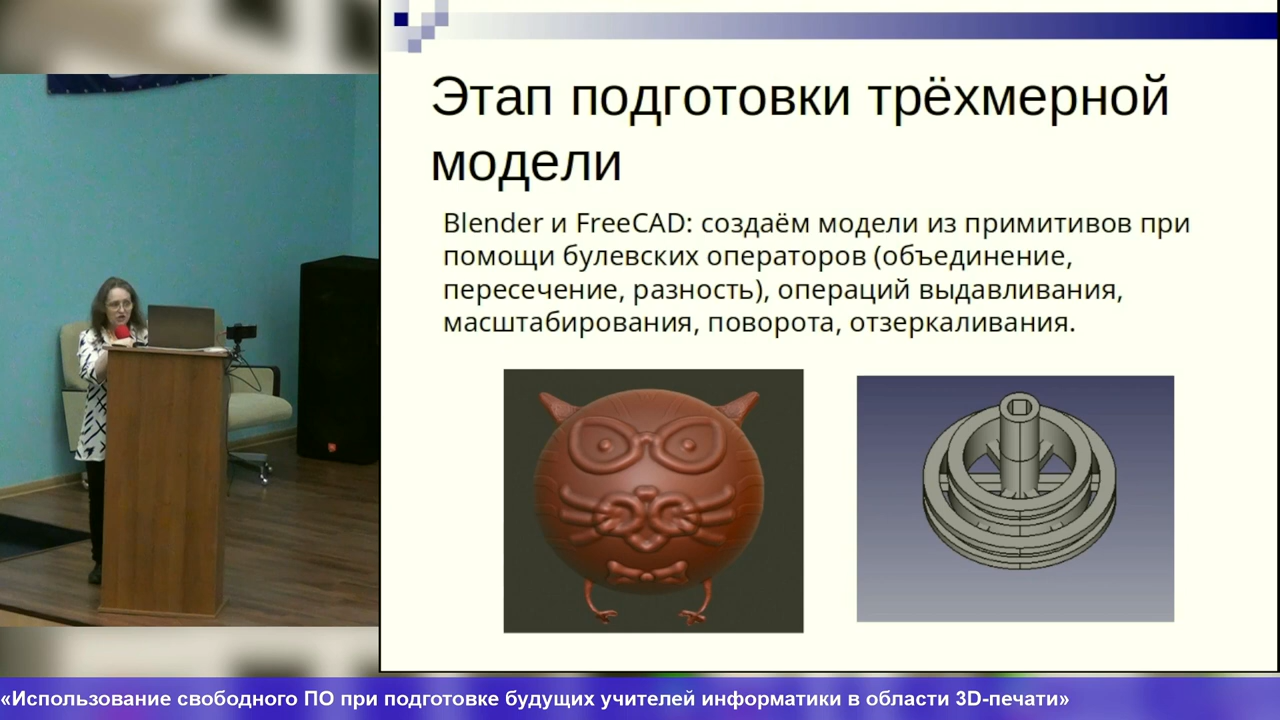 Этап подготовки трёхмерной
модели
Blender и FreeCAD: создаём модели из примитивов при
помощи булевских операторов (объединение,
пересечение, разность), операций выдавливания,
масштабирования, поворота, отзеркаливания.
«Использование свободного ПО при подготовке будущих учителей информатики в области 3D-печати»